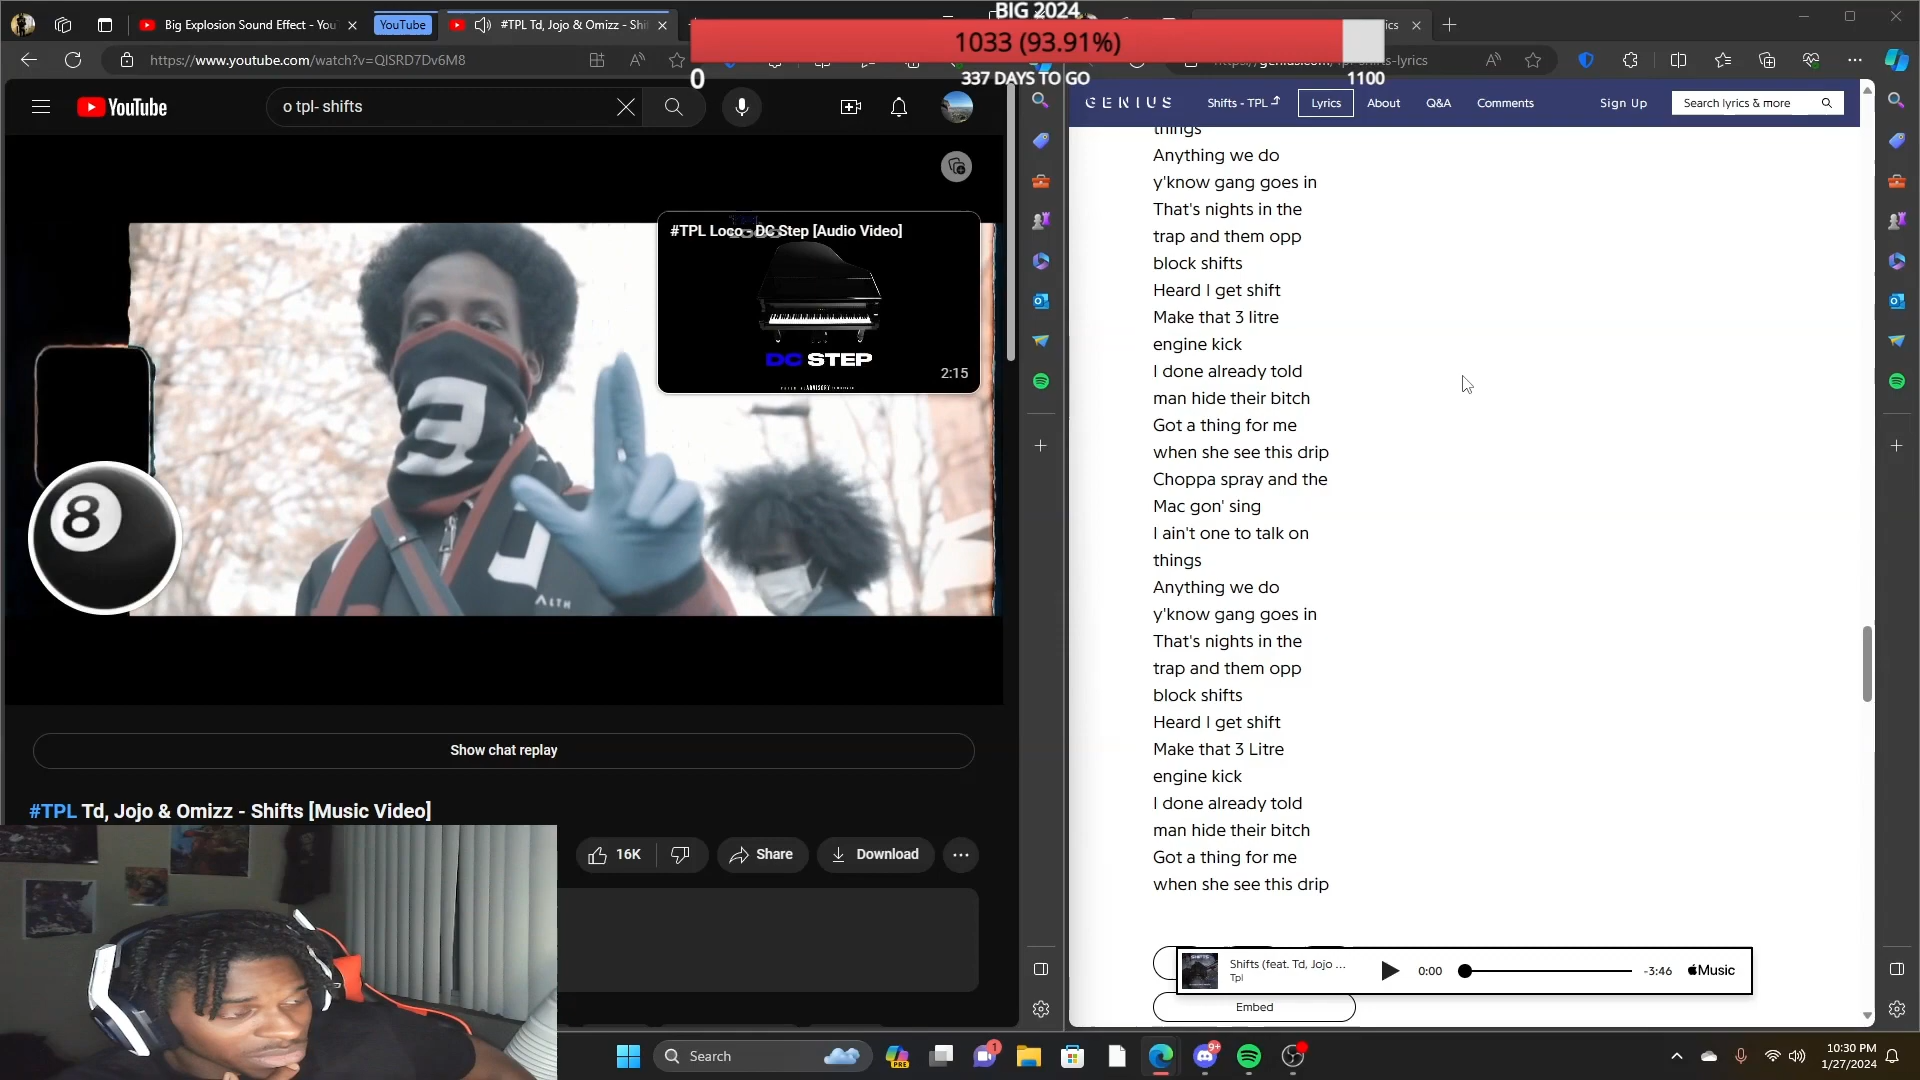 BIG 2024
1033 (93.91%)
0
337 DAYS TO GO
1100
Big Explosion Sound Effect - You
YouTube
#TPL Td, Jojo & Omizz - Shi
https://www.youtube.com/watch?v=QlSRD7Dv6M8
YouTube
o tpl- shifts
#TPL Loco - DC Step [Audio Video]
DC STEP
2:15
3
8
Show chat replay
#TPL Td, Jojo & Omizz - Shifts [Music Video]
16K
Share
Download
GENIUS
Shifts - TPL
Lyrics
About
Q&A
Comments
Sign Up
Search lyrics & more
things
Anything we do
y'know gang goes in
That's nights in the
trap and them opp
block shifts
Heard I get shift
Make that 3 litre
engine kick
I done already told
man hide their bitch
Got a thing for me
when she see this drip
Choppa spray and the
Mac gon' sing
I ain't one to talk on
things
Anything we do
y'know gang goes in
That's nights in the
trap and them opp
block shifts
Heard I get shift
Make that 3 Litre
engine kick
I done already told
man hide their bitch
Got a thing for me
when she see this drip
Shifts (feat. Td, Jojo ...
Tpl
0:00
-3:46
Music
Embed
Search
PRE
1
9+
10:30 PM
1/27/2024